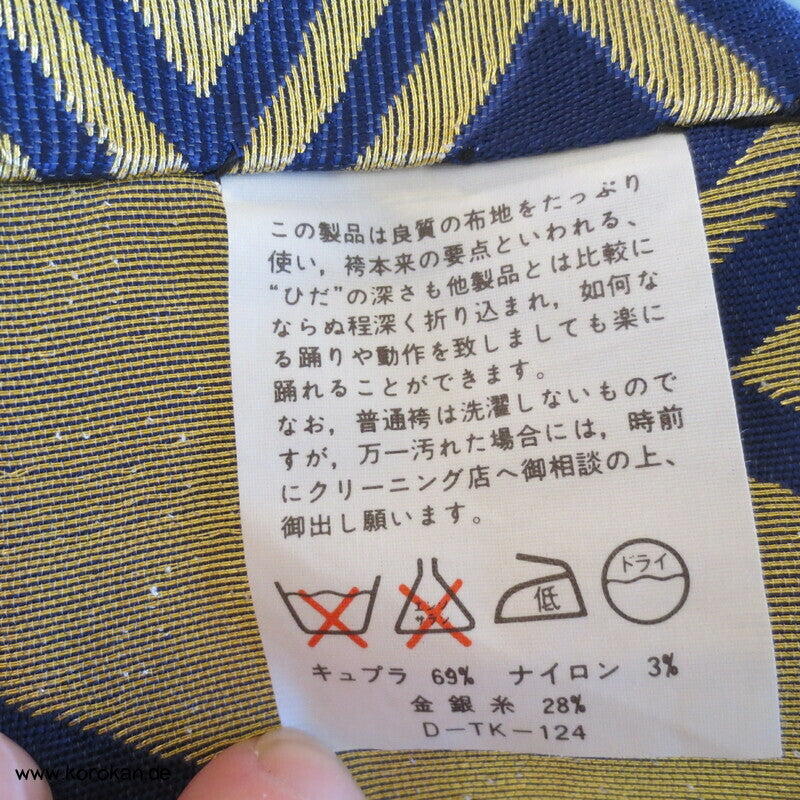 この製品は良質の布地をたっぷり
使い，袴本来の要点といわれる、
“ひだ”の深さも他製品とは比較に
ならぬ程深く折り込まれ，如何な
る踊りや動作を致しましても楽に
踊れることができます。
なお，普通袴は洗濯しないもので
すが，万一汚れた場合には，時前
にクリーニング店へ御相談の上、
御出し願います。
サラシ
低
ドライ
キュプラ 69% ナイロン 3%
金銀糸 28%
D-TK-124
www.korokan.de